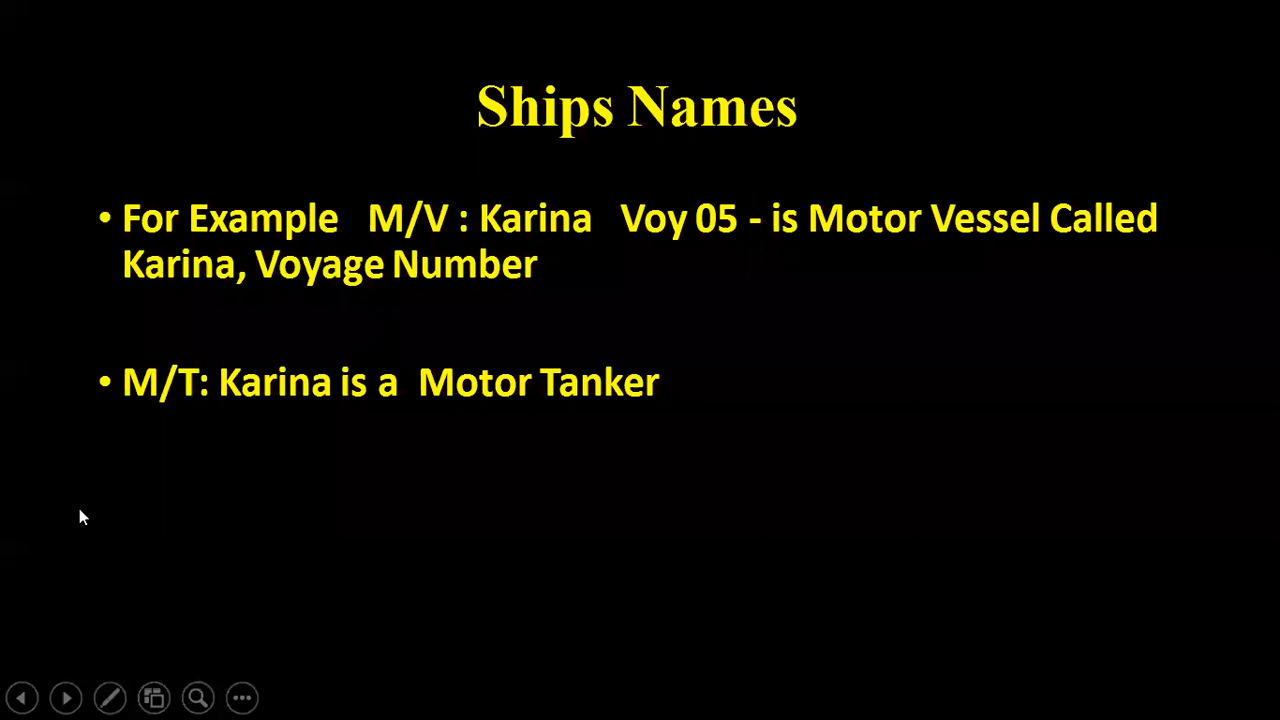 Ships Names
• For Example M/V : Karina Voy 05 - is Motor Vessel Called
Karina, Voyage Number
• M/T: Karina is a Motor Tanker